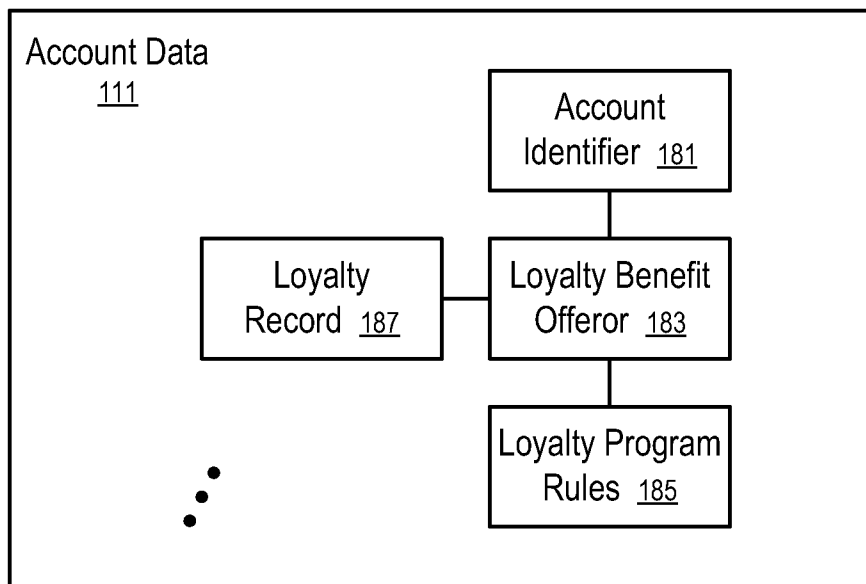 Account Data
111
Account
Identifier 181
Loyalty
Record 187
Loyalty Benefit
Offeror 183
Loyalty Program
Rules 185